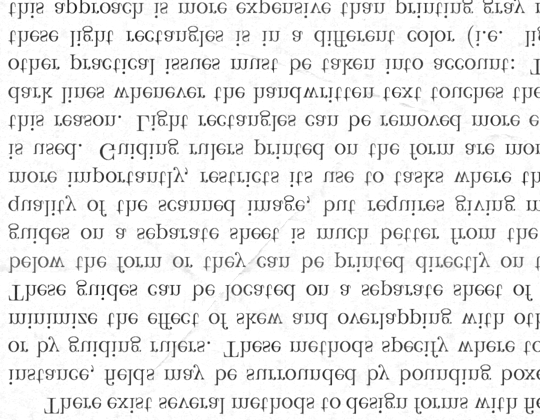 There exist several methods to design forms with fie
instance, fields may be surrounded by bounding boxe
or by guiding rulers. These methods specify where to
minimize the effect of skew and overlapping with oth
These guides can be located on a separate sheet of
below the form or they can be printed directly on t
guides on a separate sheet is much better from the
quality of the scanned image, but requires giving m
more importantly, restricts its use to tasks where th
is used. Guiding rulers printed on the form are mor
this reason. Light rectangles can be removed more e
dark lines whenever the handwritten text touches the
other practical issues must be taken into account: T
these light rectangles is in a different color (i.e. lig
this approach is more expensive than printing gray r